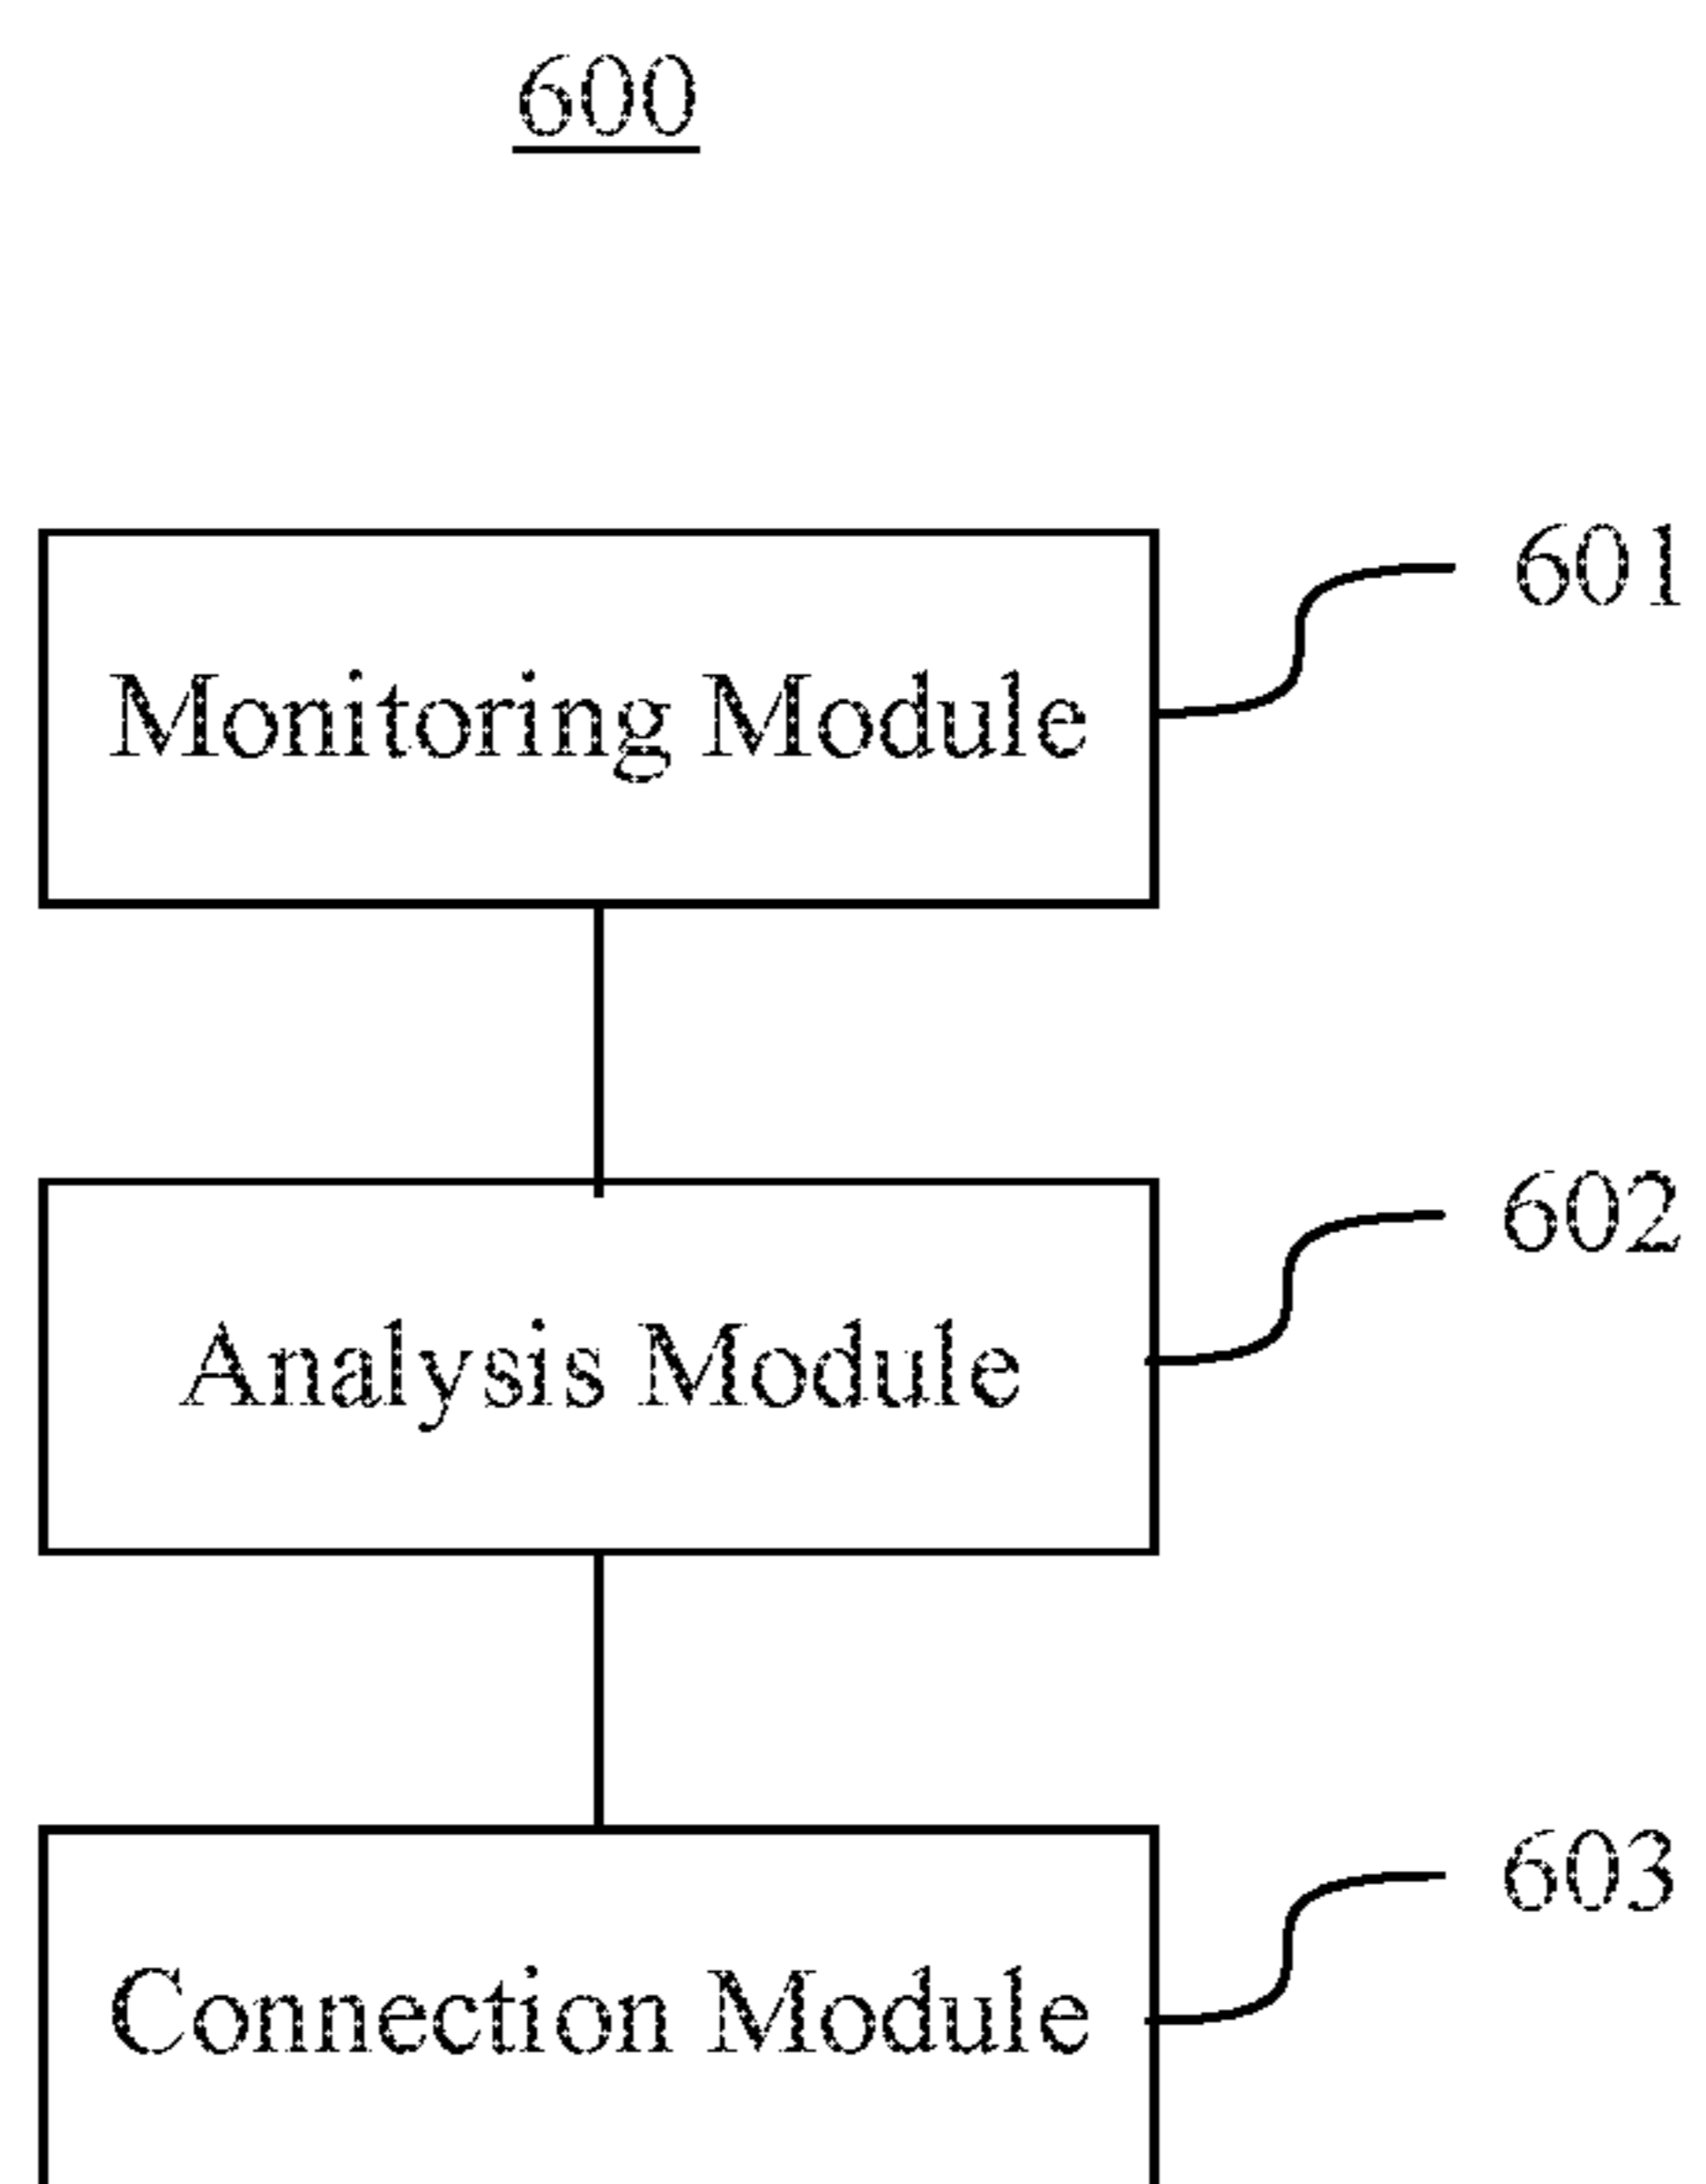 600
601
Monitoring Module
602
Analysis Module
603
Connection Module